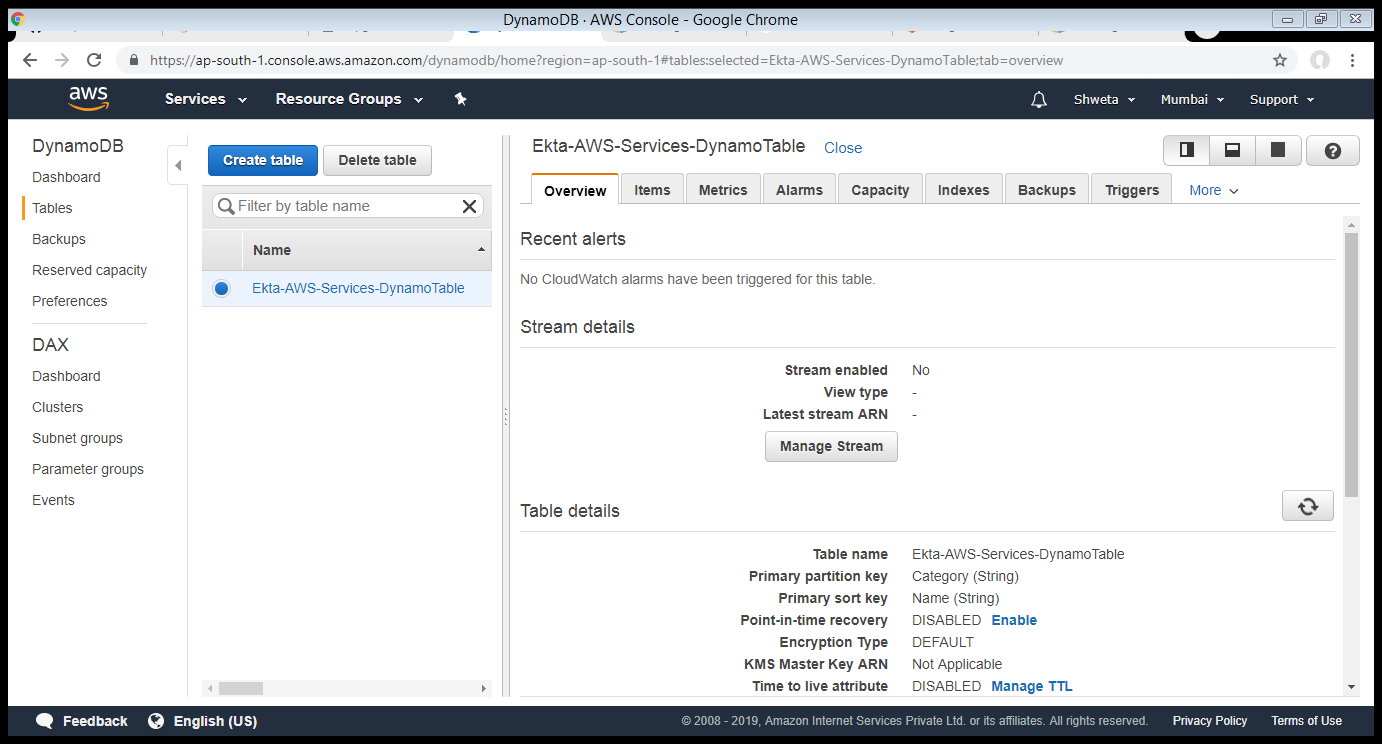 DynamoDB · AWS Console - Google Chrome
https://ap-south-1.console.aws.amazon.com/dynamodb/home?region=ap-south-1#tables:selected=Ekta-AWS-Services-DynamoTable;tab=overview
aws Services Resource Groups Shweta Mumbai Support
DynamoDB
Dashboard
Tables
Backups
Reserved capacity
Preferences
DAX
Dashboard
Clusters
Subnet groups
Parameter groups
Events
Create table Delete table
Filter by table name
Name
Ekta-AWS-Services-DynamoTable
Ekta-AWS-Services-DynamoTable Close
Overview Items Metrics Alarms Capacity Indexes Backups Triggers More
Recent alerts
No CloudWatch alarms have been triggered for this table.
Stream details
Stream enabled No
View type -
Latest stream ARN -
Manage Stream
Table details
Table name Ekta-AWS-Services-DynamoTable
Primary partition key Category (String)
Primary sort key Name (String)
Point-in-time recovery DISABLED Enable
Encryption Type DEFAULT
KMS Master Key ARN Not Applicable
Time to live attribute DISABLED Manage TTL
Feedback English (US) © 2008 - 2019, Amazon Internet Services Private Ltd. or its affiliates. All rights reserved. Privacy Policy Terms of Use